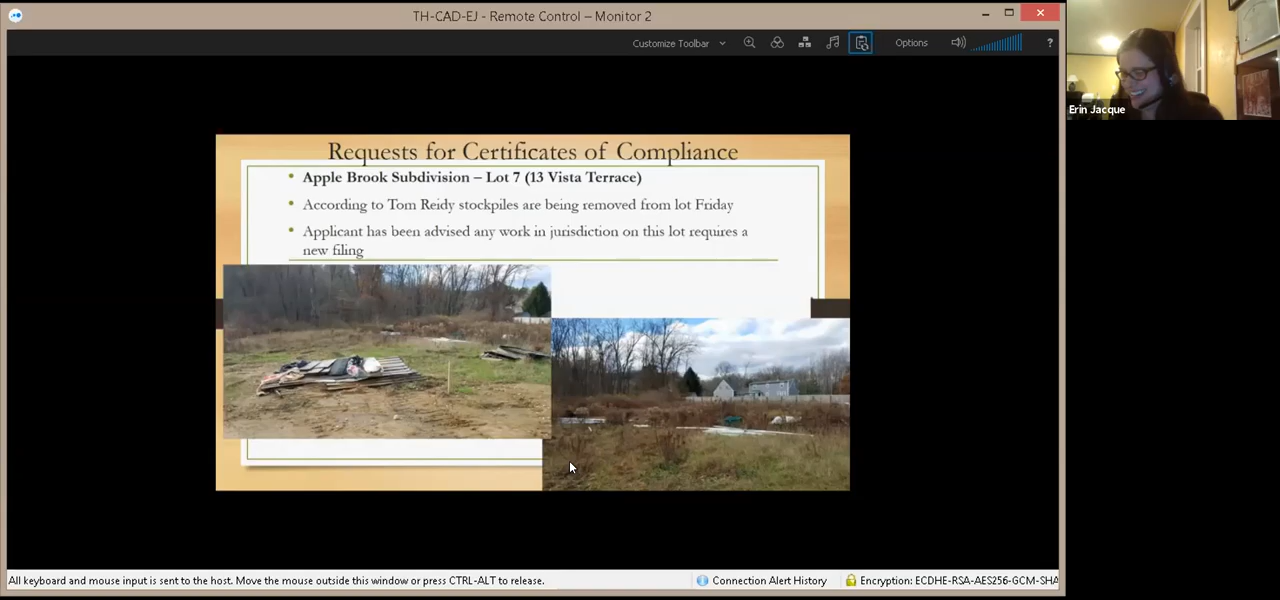 TH-CAD-EJ - Remote Control – Monitor 2
Customize Toolbar
Options
?
Erin Jacque
Requests for Certificates of Compliance
• Apple Brook Subdivision – Lot 7 (13 Vista Terrace)
• According to Tom Reidy stockpiles are being removed from lot Friday
• Applicant has been advised any work in jurisdiction on this lot requires a
new filing
All keyboard and mouse input is sent to the host. Move the mouse outside this window or press CTRL-ALT to release.
Connection Alert History
Encryption: ECDHE-RSA-AES256-GCM-SHA